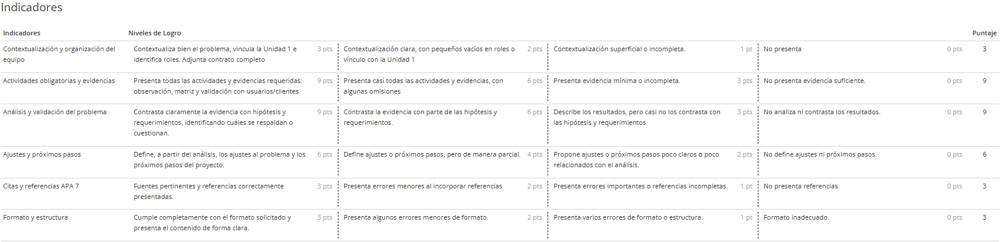 Indicadores
Indicadores Niveles de Logro Puntaje
Contextualización y organización del Contextualiza bien el problema, vincula la Unidad 1 e 3 pts Contextualización clara, con pequeños vacíos en roles o 2 pts Contextualización superficial o incompleta. 1 pt No presenta 0 pts 3
equipo identifica roles. Adjunta contrato completo vínculo con la Unidad 1
Actividades obligatorias y evidencias Presenta todas las actividades y evidencias requeridas: 9 pts Presenta casi todas las actividades y evidencias, con 6 pts Presenta evidencia mínima o incompleta. 3 pts No presenta evidencia suficiente. 0 pts 9
observación, matriz y validación con usuarios/clientes. algunas omisiones
Análisis y validación del problema Contrasta claramente la evidencia con hipótesis y 9 pts Contrasta la evidencia con parte de las hipótesis y 6 pts Describe los resultados, pero casi no los contrasta con 3 pts No analiza ni contrasta los resultados. 0 pts 9
requerimientos, identificando cuáles se respaldan o requerimientos. las hipótesis y requerimientos
cuestionan.
Ajustes y próximos pasos Define, a partir del análisis, los ajustes al problema y los 6 pts Define ajustes o próximos pasos, pero de manera parcial. 4 pts Propone ajustes o próximos pasos poco claros o poco 2 pts No define ajustes ni próximos pasos. 0 pts 6
próximos pasos del proyecto. relacionados con el análisis.
Citas y referencias APA 7 Fuentes pertinentes y referencias correctamente 3 pts Presenta errores menores al incorporar referencias 2 pts Presenta errores importantes o referencias incompletas. 1 pt No presenta referencias. 0 pts 3
presentadas.
Formato y estructura Cumple completamente con el formato solicitado y 3 pts Presenta algunos errores menores de formato. 2 pts Presenta varios errores de formato o estructura. 1 pt Formato inadecuado. 0 pts 3
presenta el contenido de forma clara.